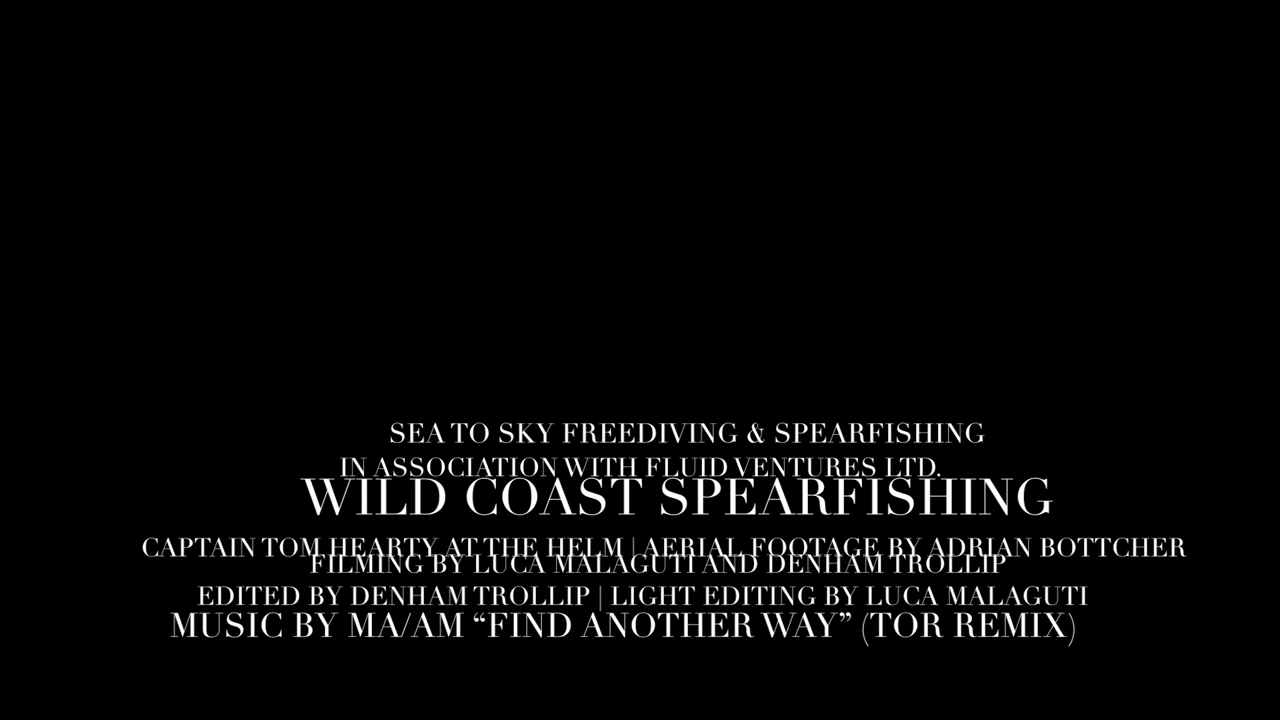 SEA TO SKY FREEDIVING & SPEARFISHING
IN ASSOCIATION WITH FLUID VENTURES LTD.
WILD COAST SPEARFISHING
CAPTAIN TOM HEARTY AT THE HELM | AERIAL FOOTAGE BY ADRIAN BOTTCHER
FILMING BY LUCA MALAGUTI AND DENHAM TROLLIP
EDITED BY DENHAM TROLLIP | LIGHT EDITING BY LUCA MALAGUTI
MUSIC BY MA/AM “FIND ANOTHER WAY” (TOR REMIX)